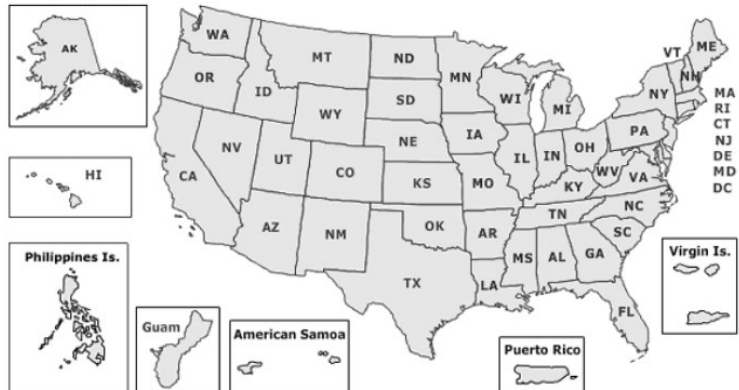 AK
WA
MT
ND
MN
VT
ME
NH
OR
ID
SD
WI
MI
NY
MA
RI
CT
NJ
DE
MD
DC
WY
NE
IA
PA
NV
UT
CO
IL
IN
OH
CA
KS
MO
KY
WV
VA
HI
AZ
NM
OK
AR
TN
NC
SC
TX
LA
MS
AL
GA
FL
Philippines Is.
Virgin Is.
Guam
American Samoa
Puerto Rico